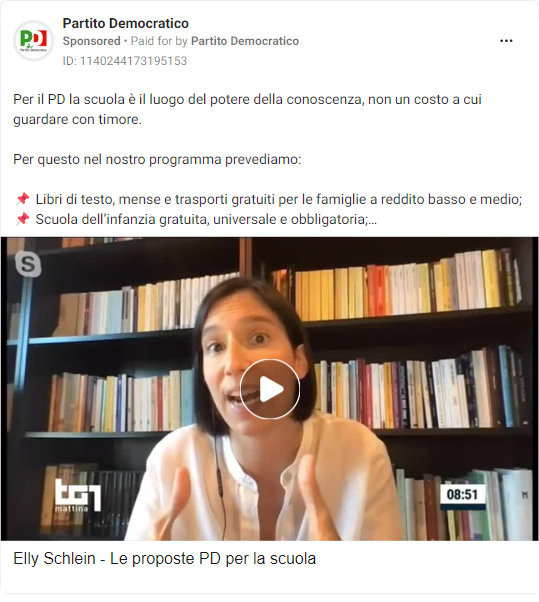 Partito Democratico
Sponsored • Paid for by Partito Democratico
ID: 1140244173195153
PD
Partito Democratico
Per il PD la scuola è il luogo del potere della conoscenza, non un costo a cui
guardare con timore.
Per questo nel nostro programma prevediamo:
📌 Libri di testo, mense e trasporti gratuiti per le famiglie a reddito basso e medio;
📌 Scuola dell'infanzia gratuita, universale e obbligatoria;...
S
tg1
mattina
08:51
Elly Schlein - Le proposte PD per la scuola